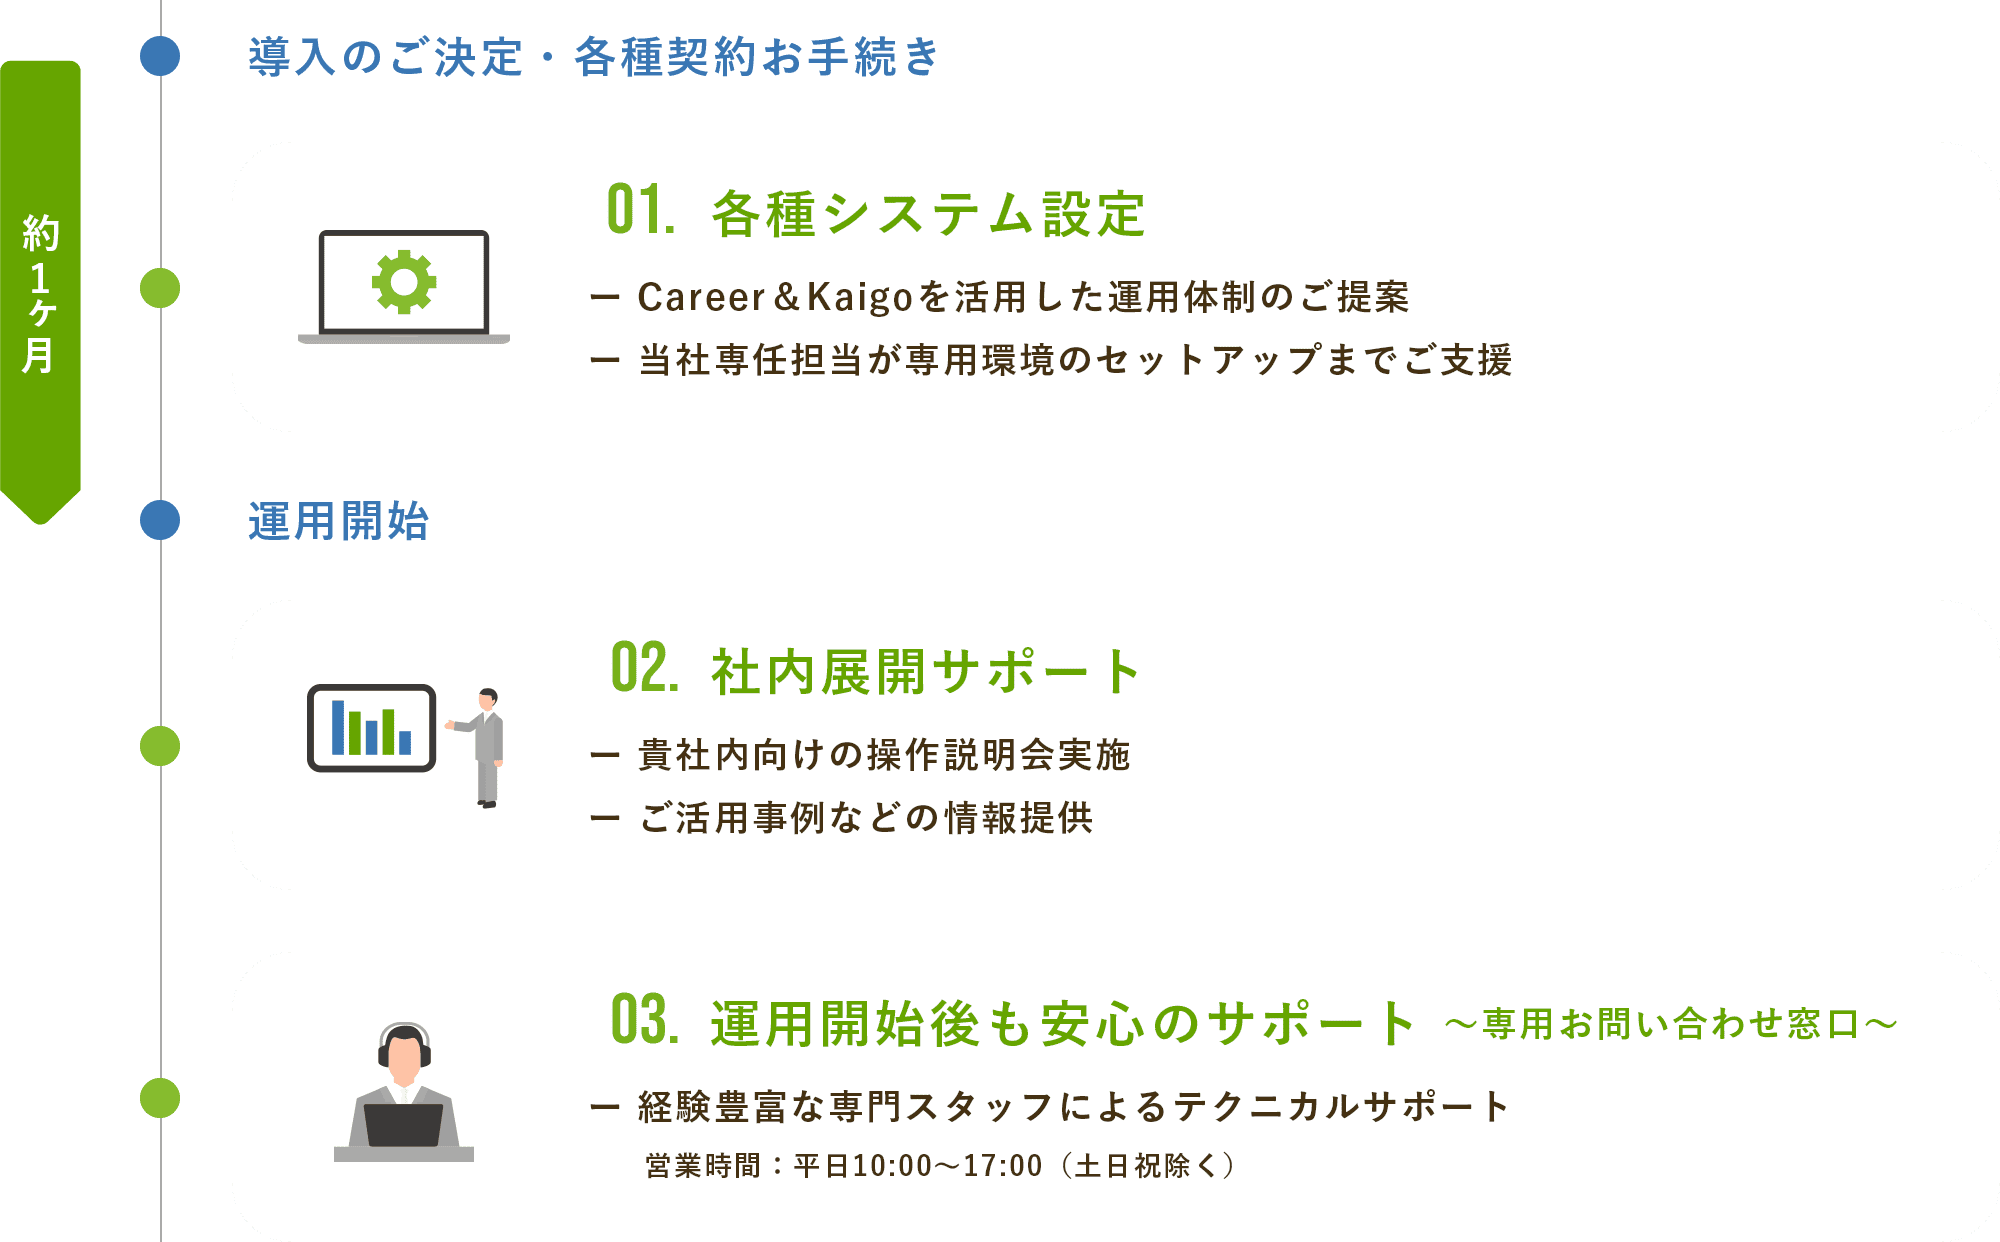 導入のご決定・各種契約お手続き
約1ヶ月
01. 各種システム設定
ー Career＆Kaigoを活用した運用体制のご提案
ー 当社専任担当が専用環境のセットアップまでご支援
運用開始
02. 社内展開サポート
ー 貴社内向けの操作説明会実施
ー ご活用事例などの情報提供
03. 運用開始後も安心のサポート ～専用お問い合わせ窓口～
ー 経験豊富な専門スタッフによるテクニカルサポート
営業時間：平日10:00～17:00（土日祝除く）